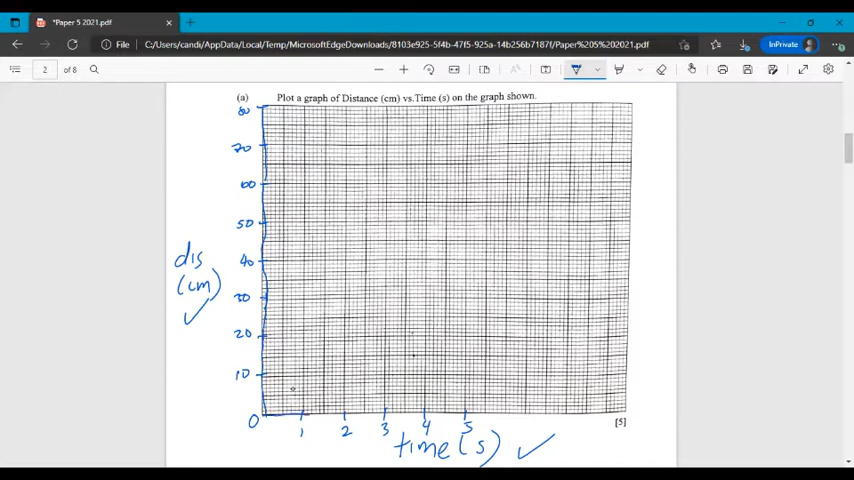 *Paper 5 2021.pdf
File
C:/Users/candi/AppData/Local/Temp/MicrosoftEdgeDownloads/8103e925-5f4b-47f5-925a-14b256b7187f/Paper%205%202021.pdf
InPrivate
2 of 8
(a) Plot a graph of Distance (cm) vs.Time (s) on the graph shown.
80
70
60
50
dis
(cm)
40
30
20
10
0
1 2 3 4 5
[5]
time(s)